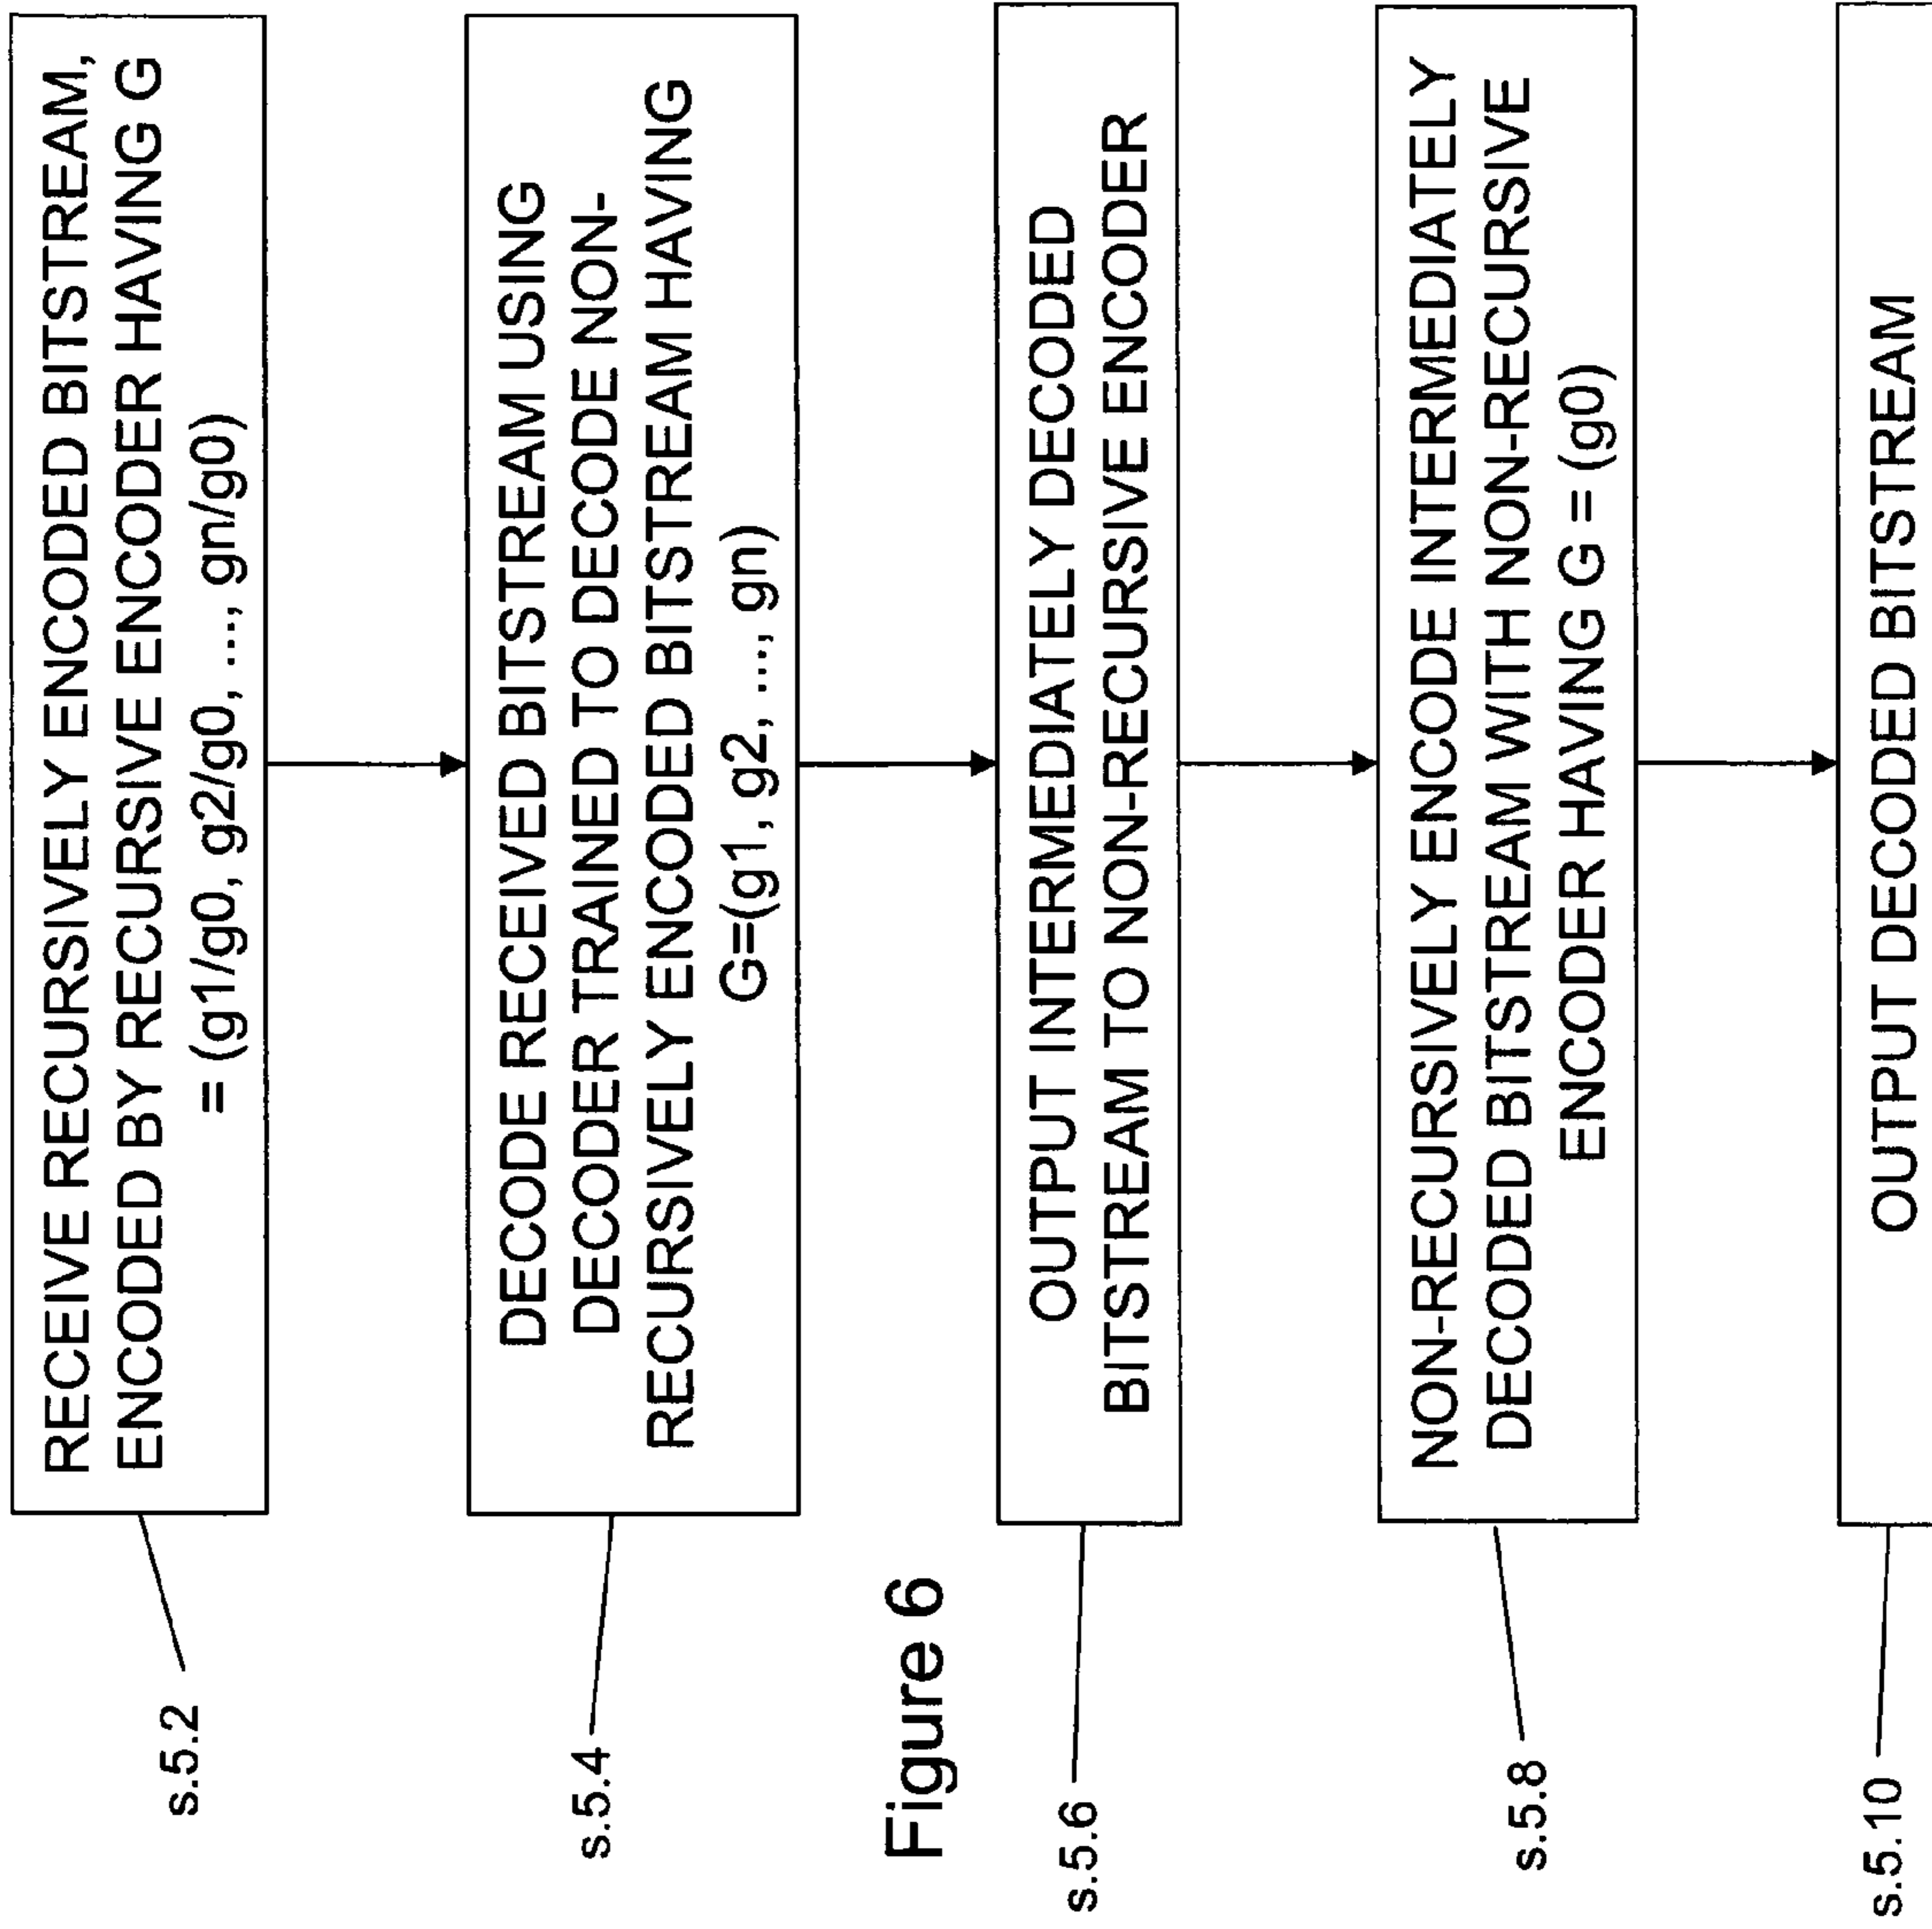 s.5.2
RECEIVE RECURSIVELY ENCODED BITSTREAM,
ENCODED BY RECURSIVE ENCODER HAVING G
= (g1/g0, g2/g0, ..., gn/g0)
s.5.4
DECODE RECEIVED BITSTREAM USING
DECODER TRAINED TO DECODE NON-
RECURSIVELY ENCODED BITSTREAM HAVING
G=(g1, g2, ..., gn)
Figure 6
s.5.6
OUTPUT INTERMEDIATELY DECODED
BITSTREAM TO NON-RECURSIVE ENCODER
s.5.8
NON-RECURSIVELY ENCODE INTERMEDIATELY
DECODED BITSTREAM WITH NON-RECURSIVE
ENCODER HAVING G = (g0)
s.5.10
OUTPUT DECODED BITSTREAM